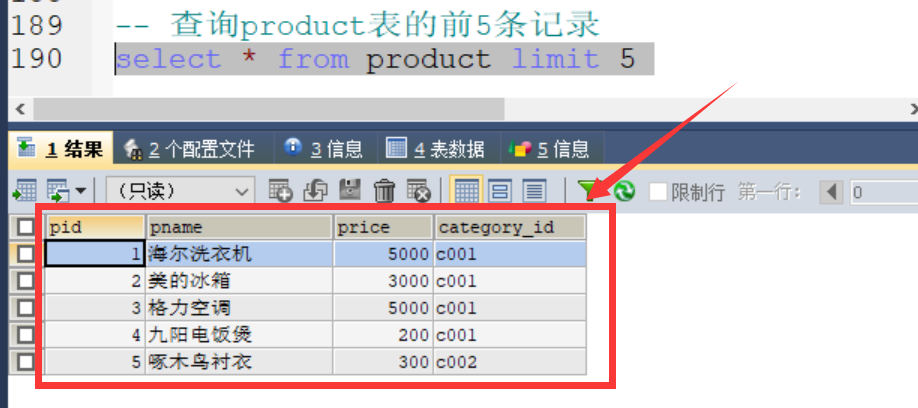 189 -- 查询product表的前5条记录
190 select * from product limit 5
1 结果 2 个配置文件 3 信息 4 表数据 5 信息
（只读） 限制行 第一行: 0
pid pname price category_id
1 海尔洗衣机 5000 c001
2 美的冰箱 3000 c001
3 格力空调 5000 c001
4 九阳电饭煲 200 c001
5 啄木鸟衬衣 300 c002